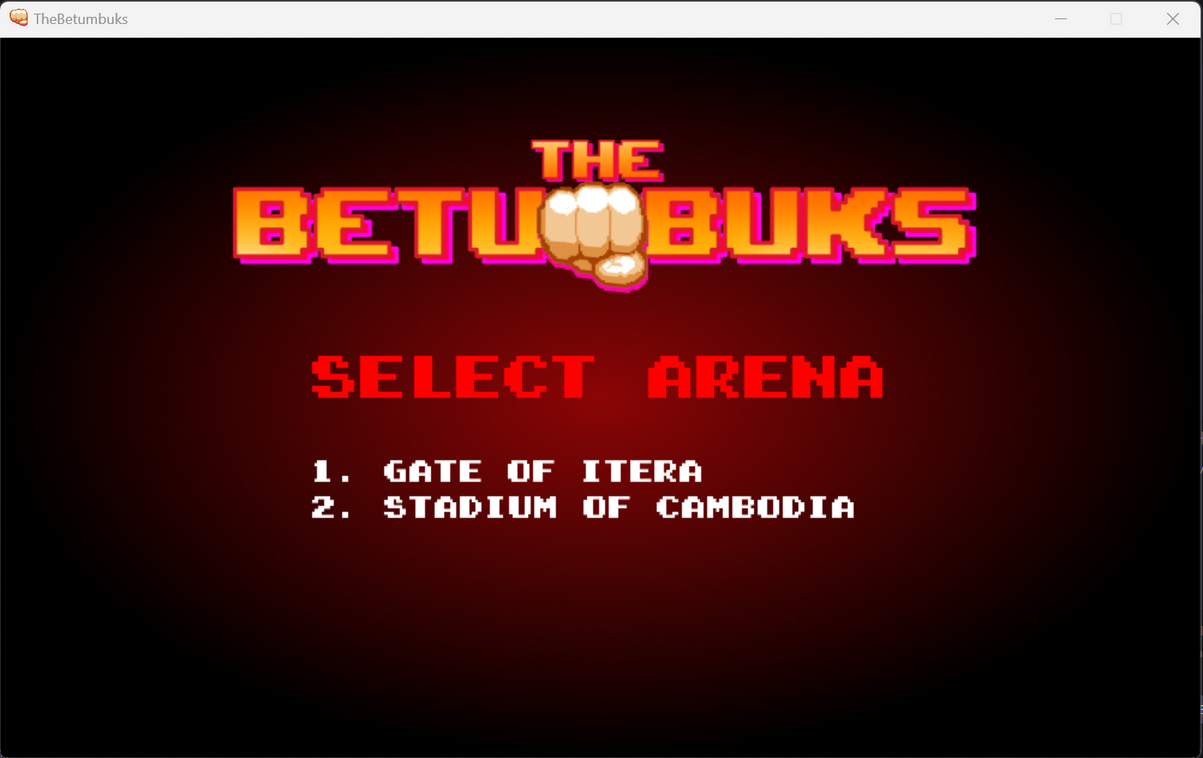 TheBetumbuks
THE
BETUMBUKS
SELECT ARENA
1. GATE OF ITERA
2. STADIUM OF CAMBODIA